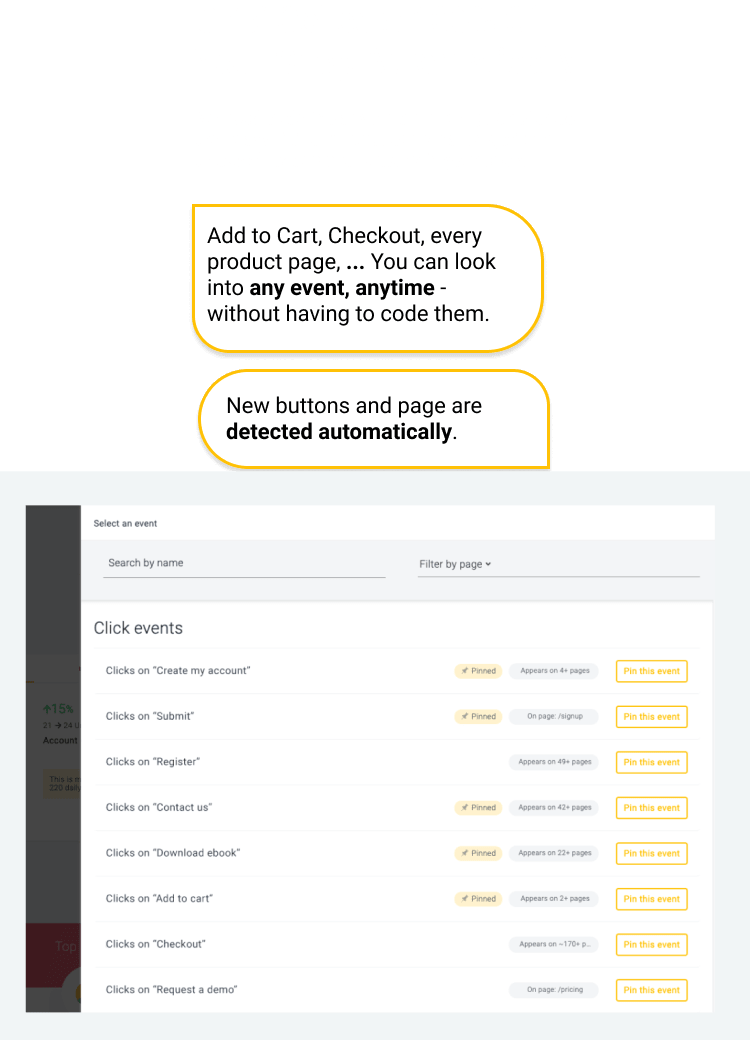 Add to Cart, Checkout, every
product page, ... You can look
into any event, anytime -
without having to code them.
New buttons and page are
detected automatically.
Select an event
Search by name
Filter by page
Click events
Clicks on "Create my account"
Pinned
Appears on 4+ pages
Pin this event
Clicks on "Submit"
Pinned
On page: /signup
Pin this event
Clicks on "Register"
Appears on 49+ pages
Pin this event
Clicks on "Contact us"
Pinned
Appears on 42+ pages
Pin this event
Clicks on "Download ebook"
Pinned
Appears on 22+ pages
Pin this event
Clicks on "Add to cart"
Pinned
Appears on 2+ pages
Pin this event
Clicks on "Checkout"
Appears on ~170+ p...
Pin this event
Clicks on "Request a demo"
On page: /pricing
Pin this event
↑15%
21 → 24 U
Account
This is
220 daily
Top